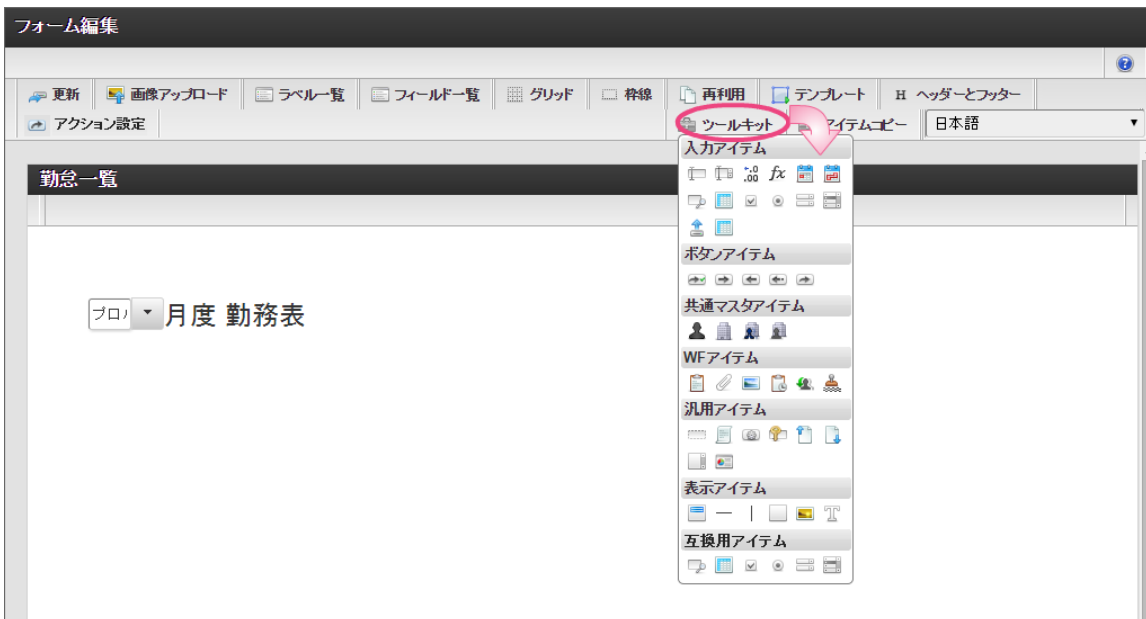 フォーム編集
更新 画像アップロード ラベル一覧 フィールド一覧 グリッド 枠線 再利用 テンプレート H ヘッダーとフッター
アクション設定 ツールキット アイテムコピー 日本語
勤怠一覧
月度 勤務表
入力アイテム
.00 fx
ボタンアイテム
共通マスタアイテム
WFアイテム
汎用アイテム
表示アイテム
T
互換用アイテム